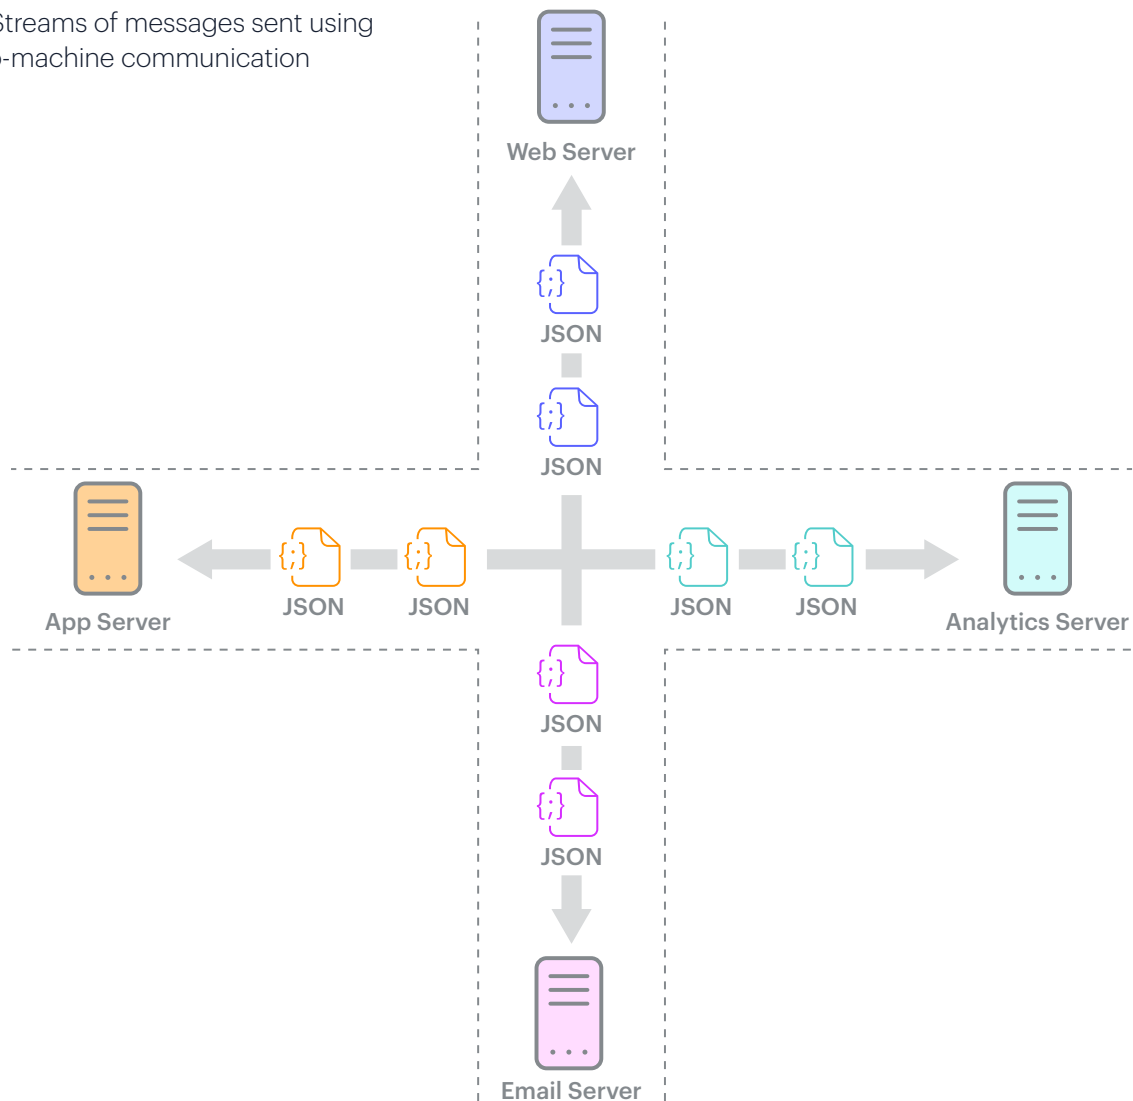 Streams of messages sent using
o-machine communication
Web Server
JSON
JSON
App Server
JSON
JSON
JSON
JSON
Analytics Server
JSON
JSON
Email Server